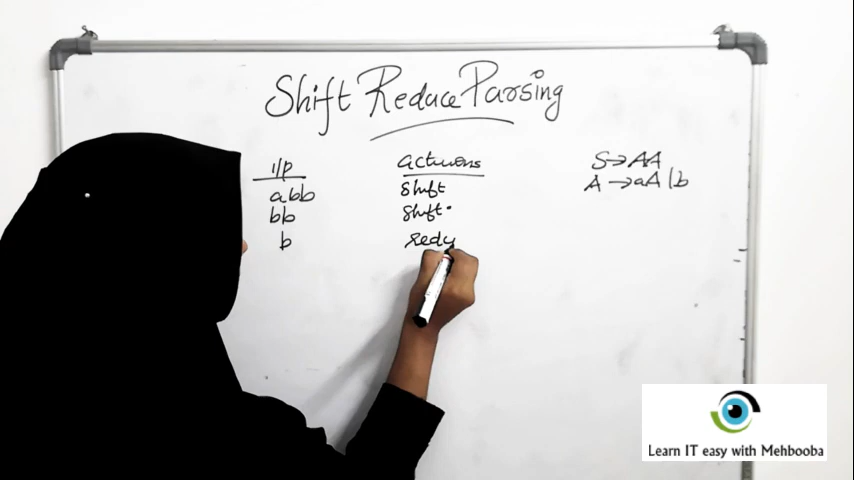 Shift Reduce Parsing
i/p Actions S→AA
abb Shift A→aA|b
bb Shift
b Redu
Learn IT easy with Mehbooba